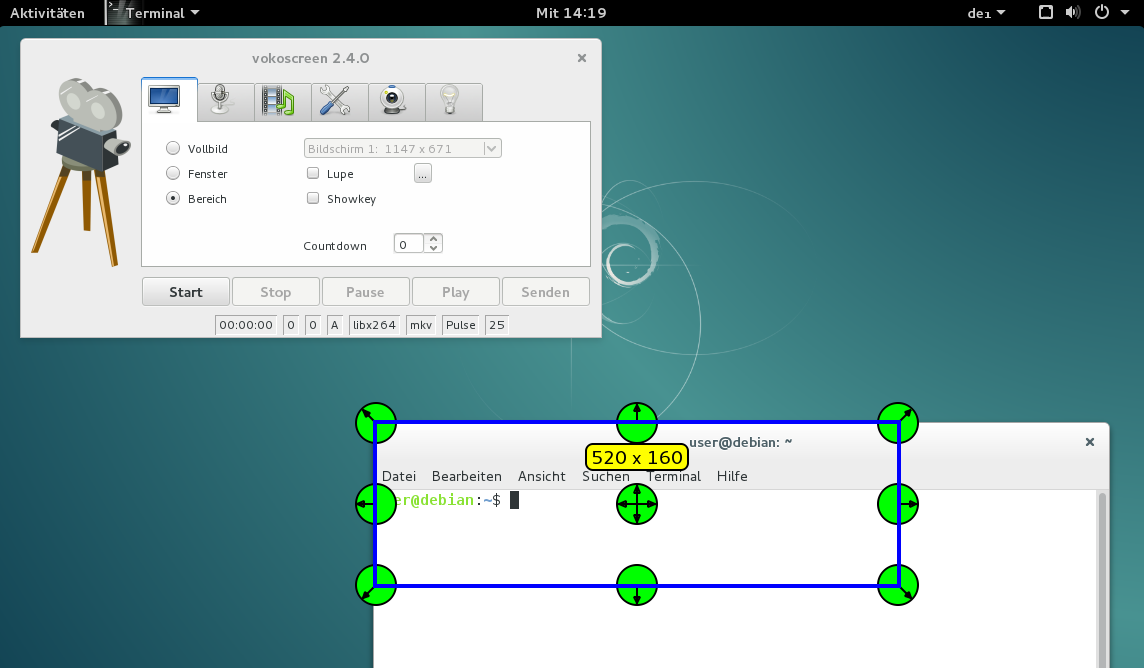 Aktivitäten Terminal Mit 14:19 de₁
vokoscreen 2.4.0
Vollbild Bildschirm 1: 1147 x 671
Fenster Lupe ...
Bereich Showkey
Countdown 0
Start Stop Pause Play Senden
00:00:00 0 0 A libx264 mkv Pulse 25
user@debian: ~
520 x 160
Datei Bearbeiten Ansicht Suchen Terminal Hilfe
er@debian:~$